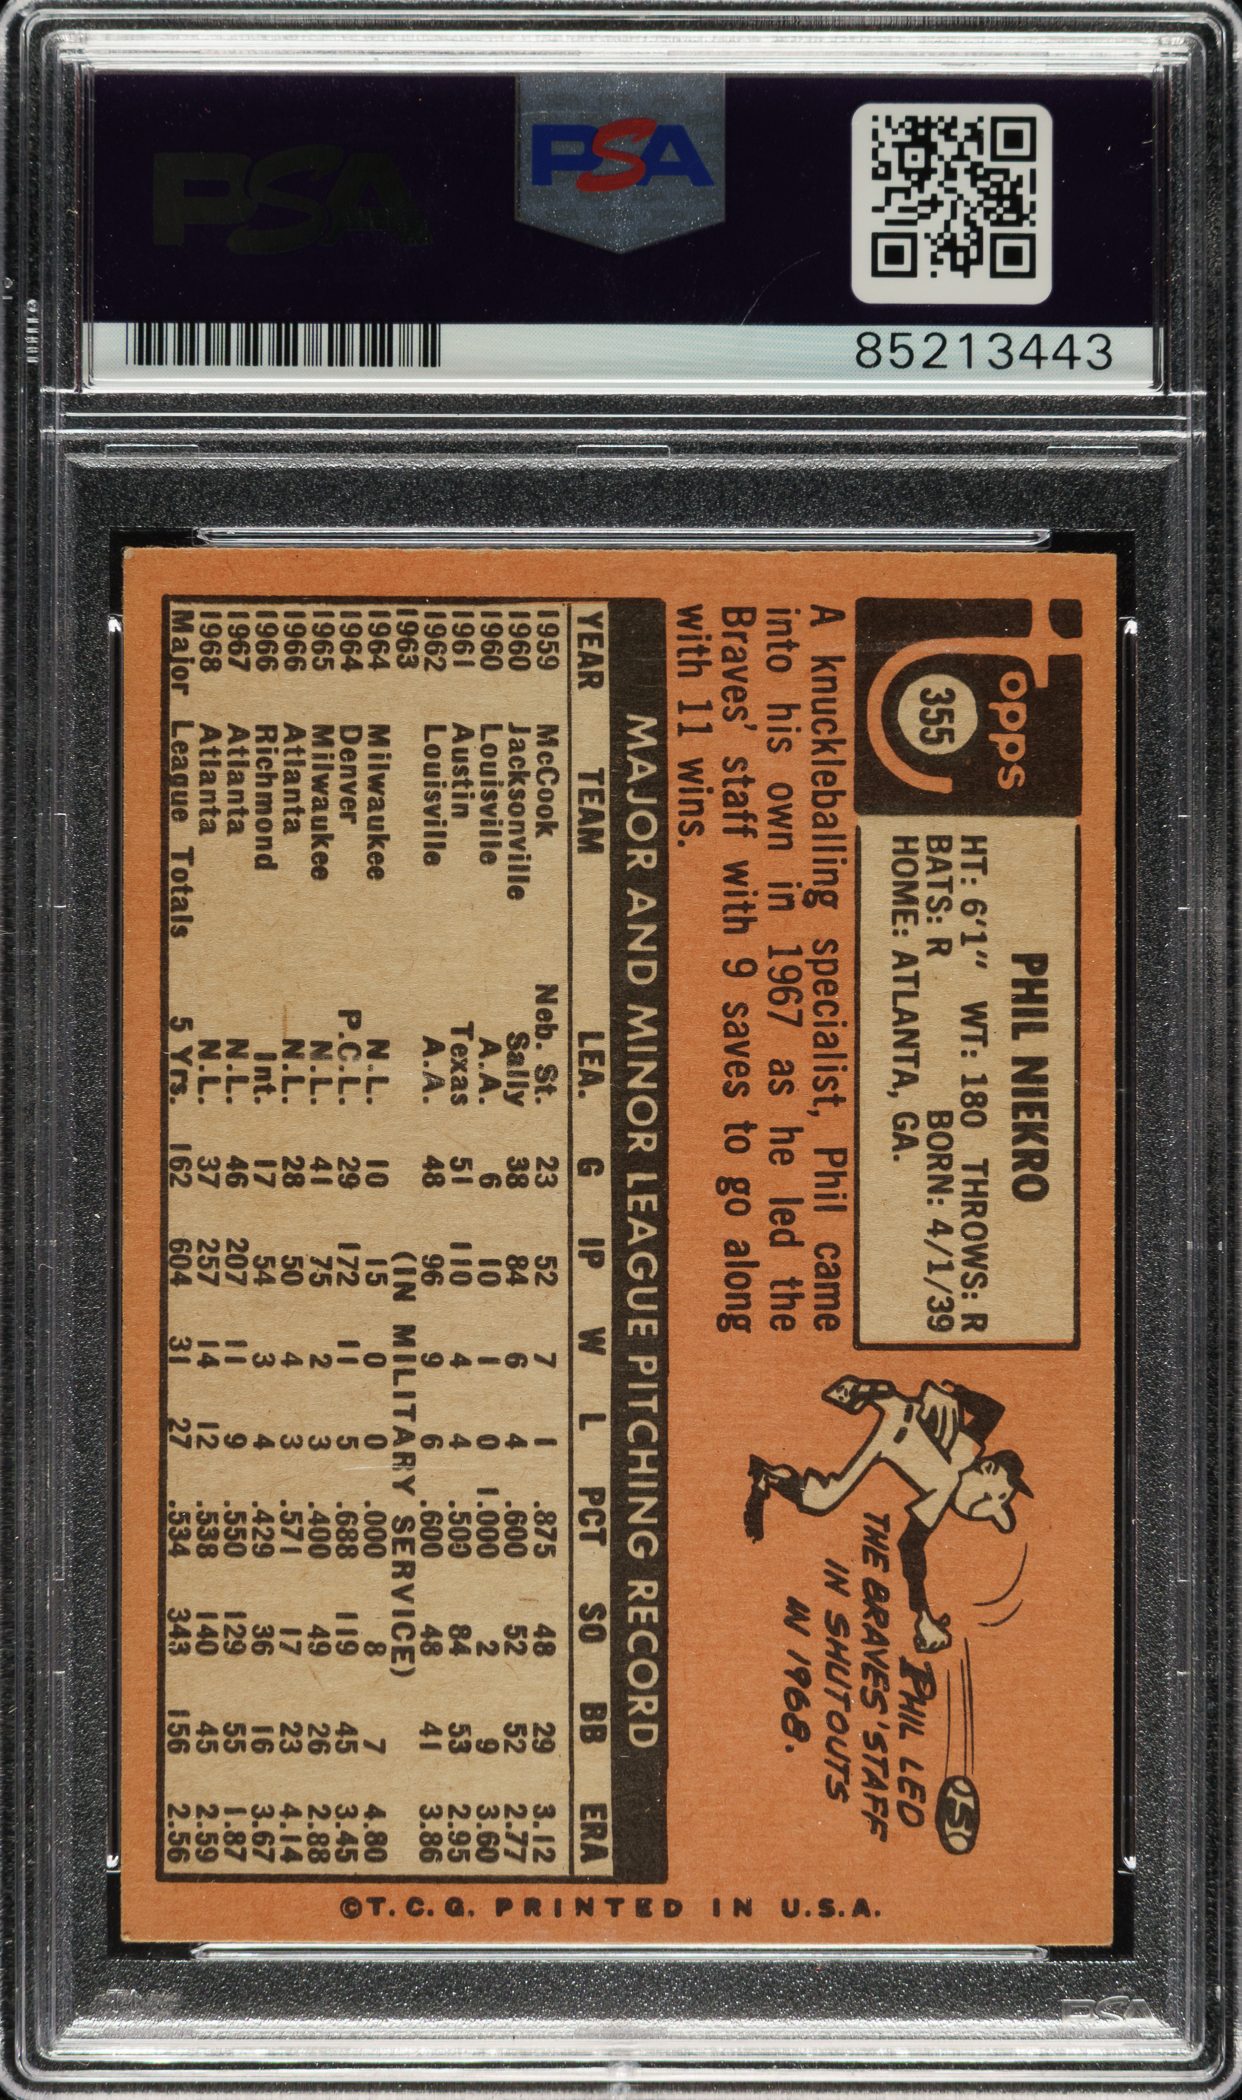 PSA
PSA
85213443
Topps
355
PHIL NIEKRO
HT: 6'1" WT: 180 THROWS: R
BATS: R BORN: 4/1/39
HOME: ATLANTA, GA.
A knuckleballing specialist, Phil came
into his own in 1967 as he led the
Braves' staff with 9 saves to go along
with 11 wins.
50
PHIL LED
THE BRAVES' STAFF
IN SHUTOUTS
IN 1968.
MAJOR AND MINOR LEAGUE PITCHING RECORD
YEAR TEAM LEA. G IP W L PCT SO BB ERA
1959 McCook Neb. St. 23 52 7 1 .875 48 29 3.12
1960 Jacksonville Sally 38 84 6 4 .600 52 52 2.77
1960 Louisville A.A. 6 10 1 0 1.000 2 9 3.60
1961 Austin Texas 51 110 4 4 .500 84 53 2.95
1962 Louisville A.A. 48 96 9 6 .600 48 41 3.86
1963 (IN MILITARY SERVICE)
1964 Milwaukee N.L. 10 15 0 0 .000 8 7 4.80
1964 Denver P.C.L. 29 172 11 5 .688 119 45 3.45
1965 Milwaukee N.L. 41 75 2 3 .400 49 26 2.88
1966 Atlanta N.L. 28 50 4 3 .571 17 23 4.14
1966 Richmond Int. 17 54 3 4 .429 36 16 3.67
1967 Atlanta N.L. 46 207 11 9 .550 129 55 1.87
1968 Atlanta N.L. 37 257 14 12 .538 140 45 2.59
Major League Totals 5 Yrs. 162 604 31 27 .534 343 156 2.56
©T.C.G. PRINTED IN U.S.A.
PSA